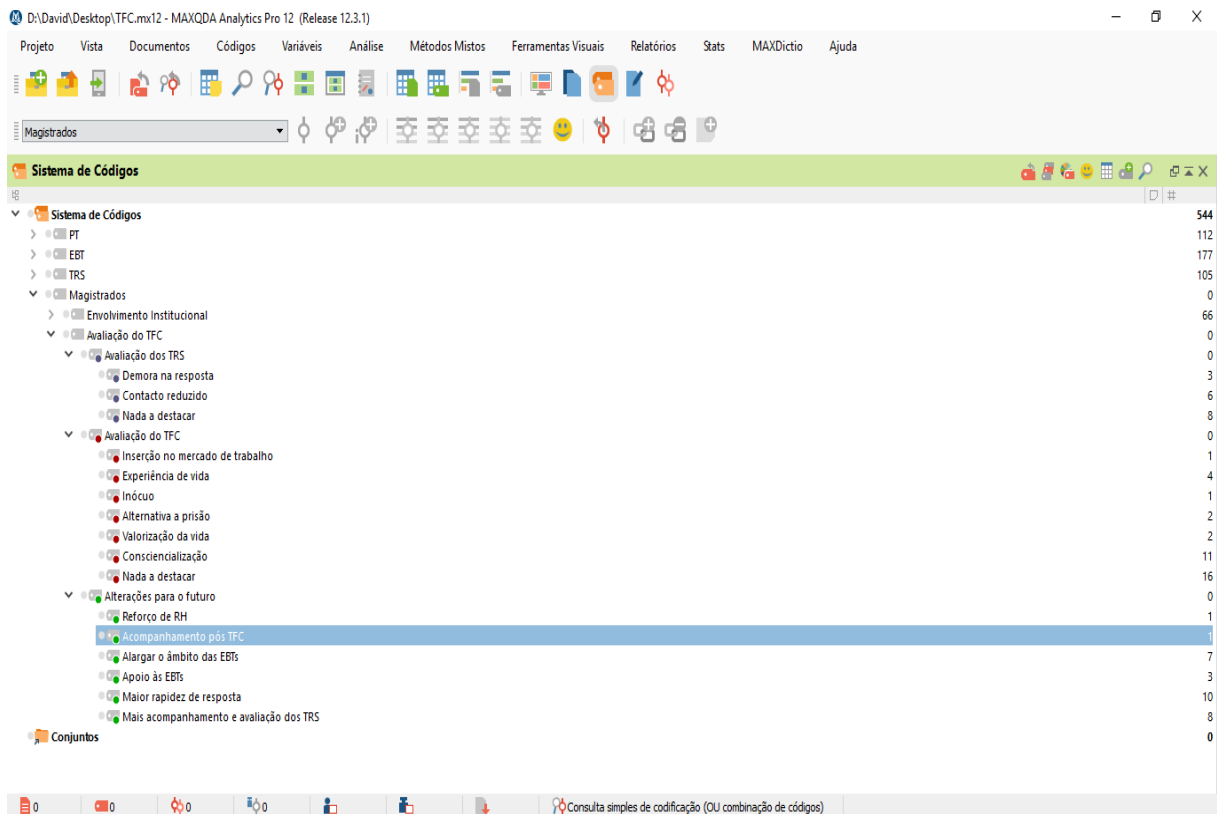 D:\David\Desktop\TFC.mx12 - MAXQDA Analytics Pro 12 (Release 12.3.1)
Projeto Vista Documentos Códigos Variáveis Análise Métodos Mistos Ferramentas Visuais Relatórios Stats MAXDictio Ajuda
Magistrados
Sistema de Códigos
#
Sistema de Códigos 544
PT 112
EBT 177
TRS 105
Magistrados 0
Envolvimento Institucional 66
Avaliação do TFC 0
Avaliação dos TRS 0
Demora na resposta 3
Contacto reduzido 6
Nada a destacar 8
Avaliação do TFC 0
Inserção no mercado de trabalho 1
Experiência de vida 4
Inócuo 1
Alternativa a prisão 2
Valorização da vida 2
Consciencialização 11
Nada a destacar 16
Alterações para o futuro 0
Reforço de RH 1
Acompanhamento pós TFC 1
Alargar o âmbito das EBTs 7
Apoio às EBTs 3
Maior rapidez de resposta 10
Mais acompanhamento e avaliação dos TRS 8
Conjuntos 0
0 0 0 0 Consulta simples de codificação (OU combinação de códigos)